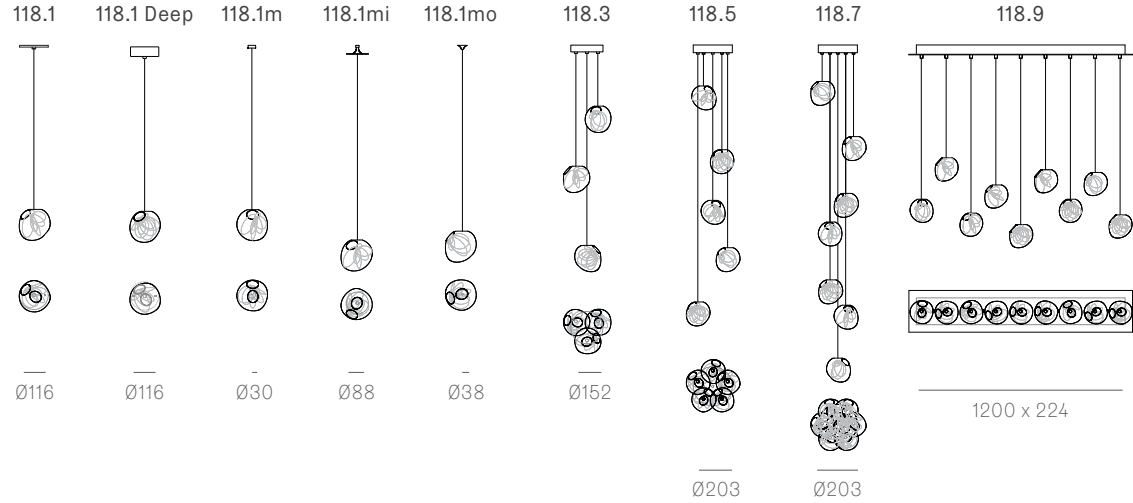 118.1 118.1 Deep 118.1m 118.1mi 118.1mo 118.3 118.5 118.7 118.9
Ø116 Ø116 Ø30 Ø88 Ø38 Ø152
1200 x 224
Ø203 Ø203